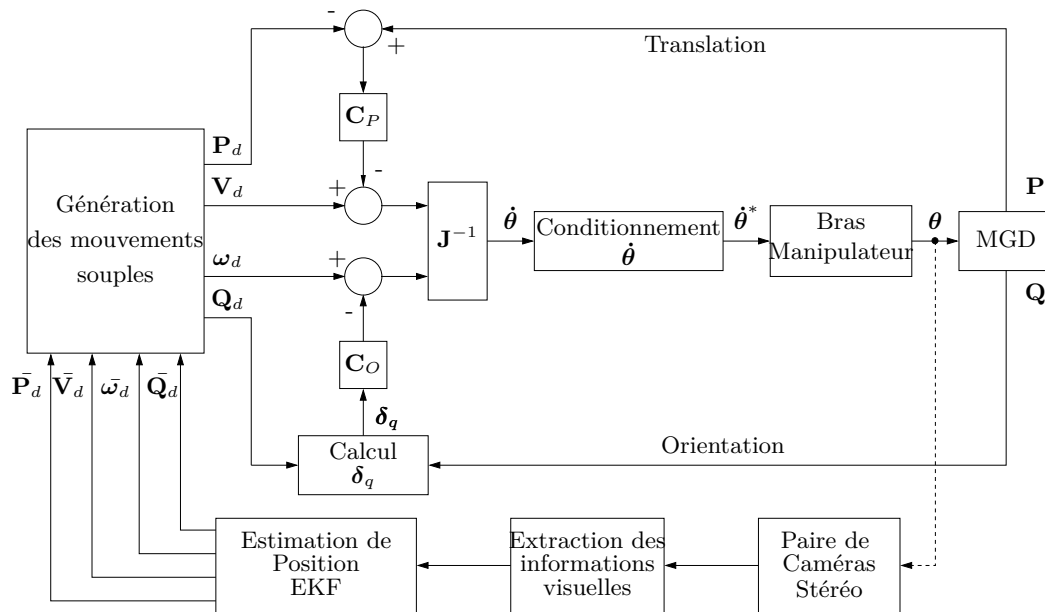 -
+
Translation
C_P
P_d
V_d
+
-
Génération
des mouvements
souples
ω_d
Q_d
+
-
J⁻¹
θ̇
Conditionnement
θ̇
θ̇*
Bras
Manipulateur
θ
MGD
P
Q
C_O
P̄_d
V̄_d
ω̄_d
Q̄_d
δ_q
Calcul
δ_q
Orientation
Estimation de
Position
EKF
Extraction des
informations
visuelles
Paire de
Caméras
Stéréo